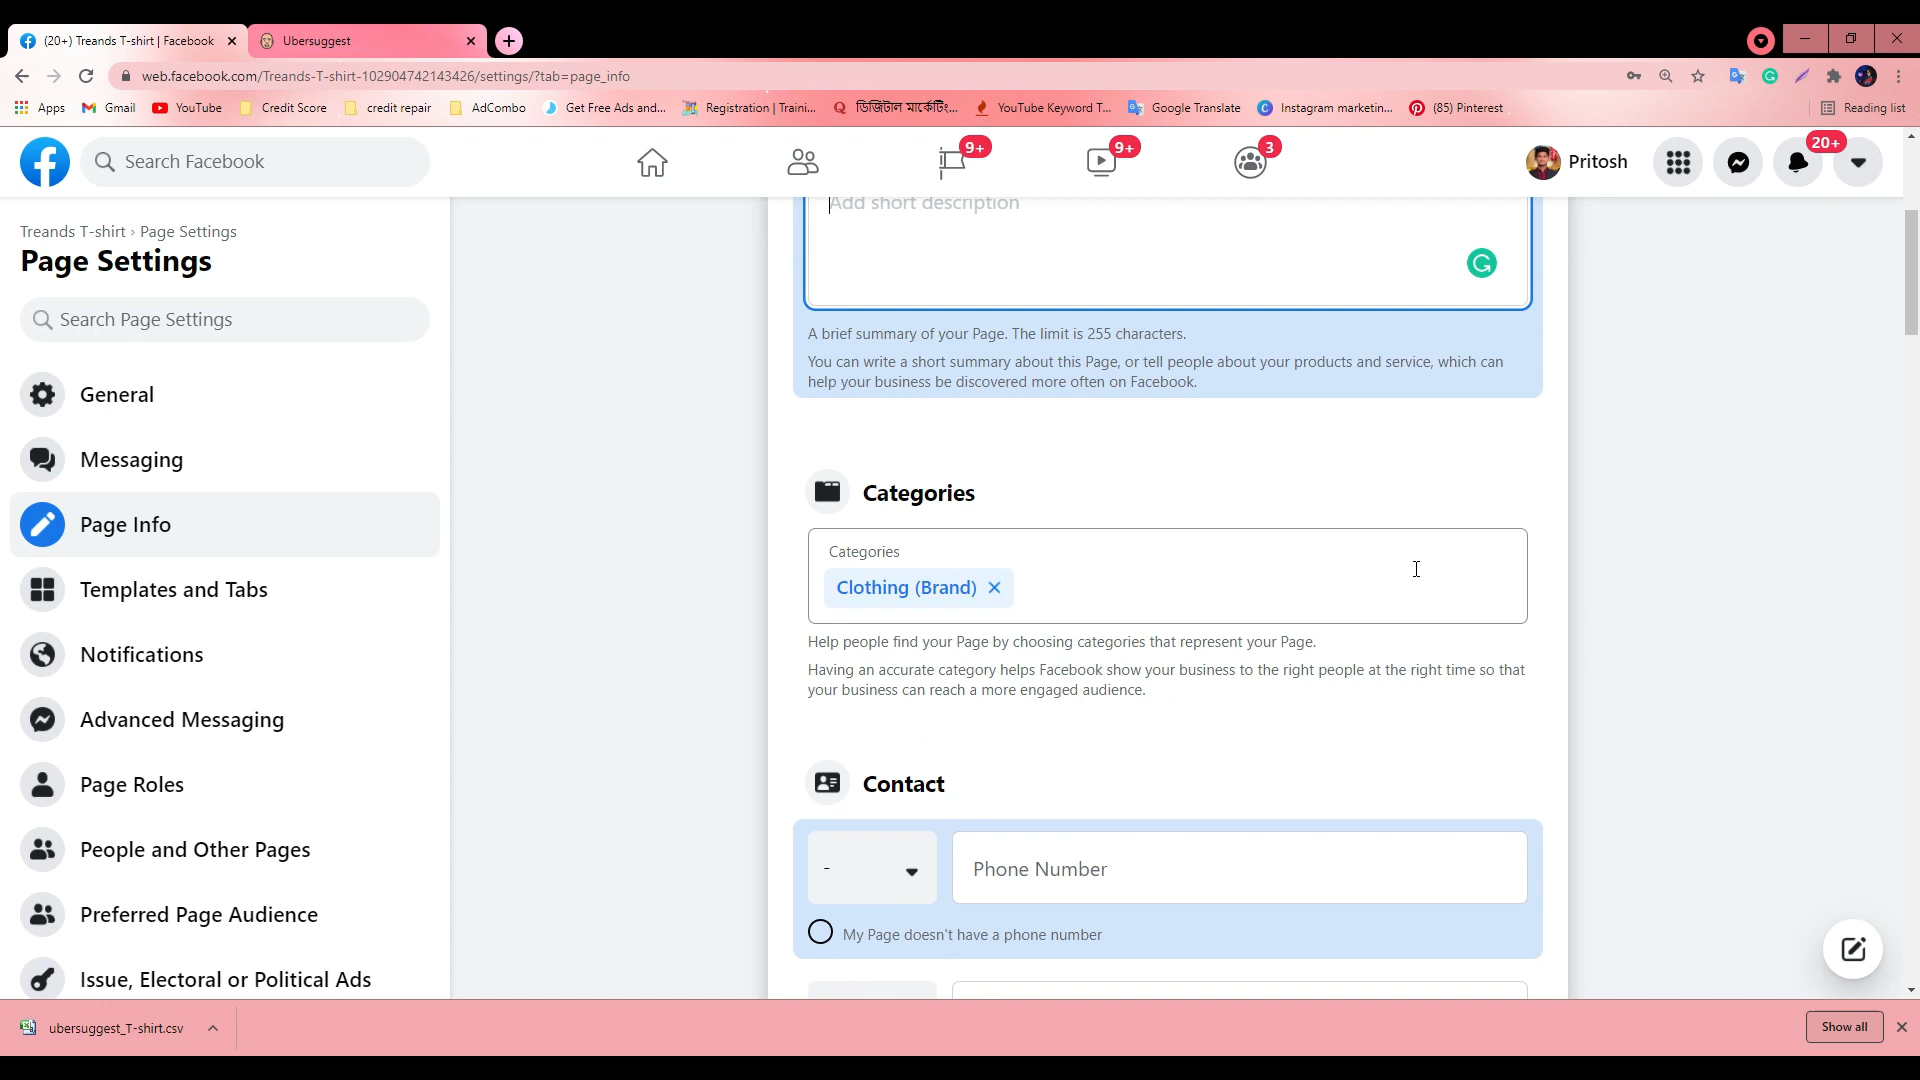 (20+) Treands T-shirt | Facebook
Ubersuggest
web.facebook.com/Treands-T-shirt-102904742143426/settings/?tab=page_info
Apps
Gmail
YouTube
Credit Score
credit repair
AdCombo
Get Free Ads and...
Registration | Traini...
ডিজিটাল মার্কেটিং...
YouTube Keyword T...
Google Translate
Instagram marketin...
(85) Pinterest
Reading list
Search Facebook
9+
9+
3
Pritosh
20+
Treands T-shirt › Page Settings
Page Settings
Search Page Settings
General
Messaging
Page Info
Templates and Tabs
Notifications
Advanced Messaging
Page Roles
People and Other Pages
Preferred Page Audience
Issue, Electoral or Political Ads
Add short description
A brief summary of your Page. The limit is 255 characters.
You can write a short summary about this Page, or tell people about your products and service, which can
help your business be discovered more often on Facebook.
Categories
Categories
Clothing (Brand)
Help people find your Page by choosing categories that represent your Page.
Having an accurate category helps Facebook show your business to the right people at the right time so that
your business can reach a more engaged audience.
Contact
-
Phone Number
My Page doesn't have a phone number
ubersuggest_T-shirt.csv
Show all